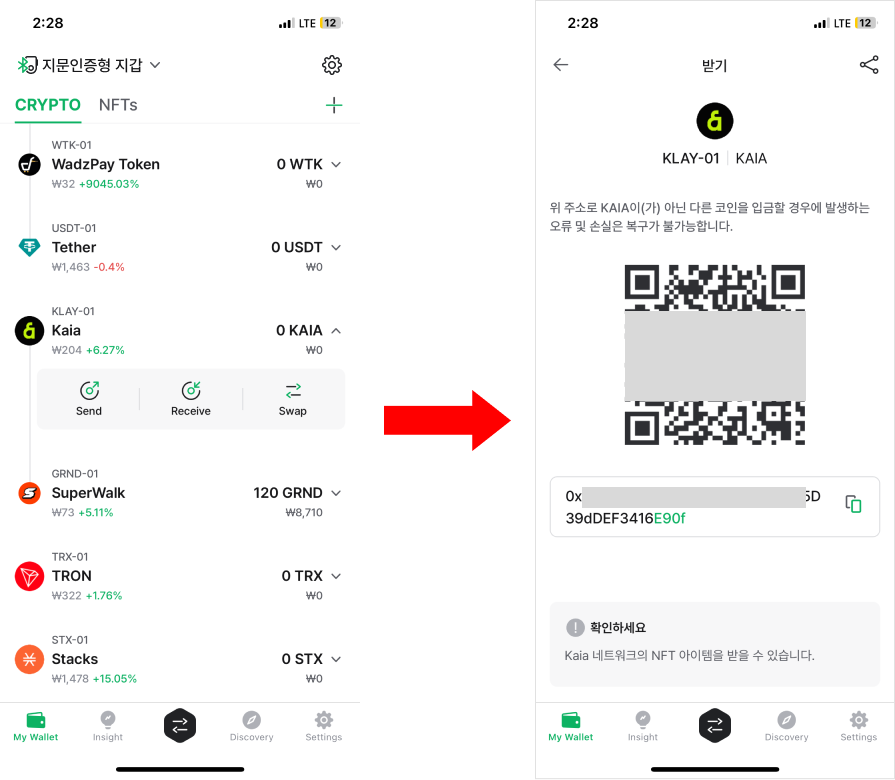 2:28
LTE 12
지문인증형 지갑
CRYPTO NFTs
WTK-01
WadzPay Token 0 WTK
₩32 +9045.03% ₩0
USDT-01
Tether 0 USDT
₩1,463 -0.4% ₩0
KLAY-01
Kaia 0 KAIA
₩204 +6.27% ₩0
Send Receive Swap
GRND-01
SuperWalk 120 GRND
₩73 +5.11% ₩8,710
TRX-01
TRON 0 TRX
₩322 +1.76% ₩0
STX-01
Stacks 0 STX
₩1,478 +15.05% ₩0
My Wallet Insight Discovery Settings
2:28
LTE 12
받기
KLAY-01 KAIA
위 주소로 KAIA이(가) 아닌 다른 코인을 입금할 경우에 발생하는
오류 및 손실은 복구가 불가능합니다.
0x 5D
39dDEF3416E90f
확인하세요
Kaia 네트워크의 NFT 아이템을 받을 수 있습니다.
My Wallet Insight Discovery Settings